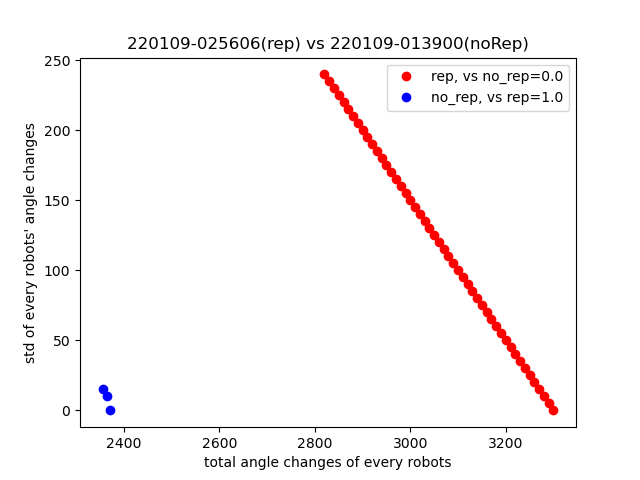 220109-025606(rep) vs 220109-013900(noRep)
rep, vs no_rep=0.0
no_rep, vs rep=1.0
std of every robots' angle changes
250
200
150
100
50
0
2400 2600 2800 3000 3200
total angle changes of every robots